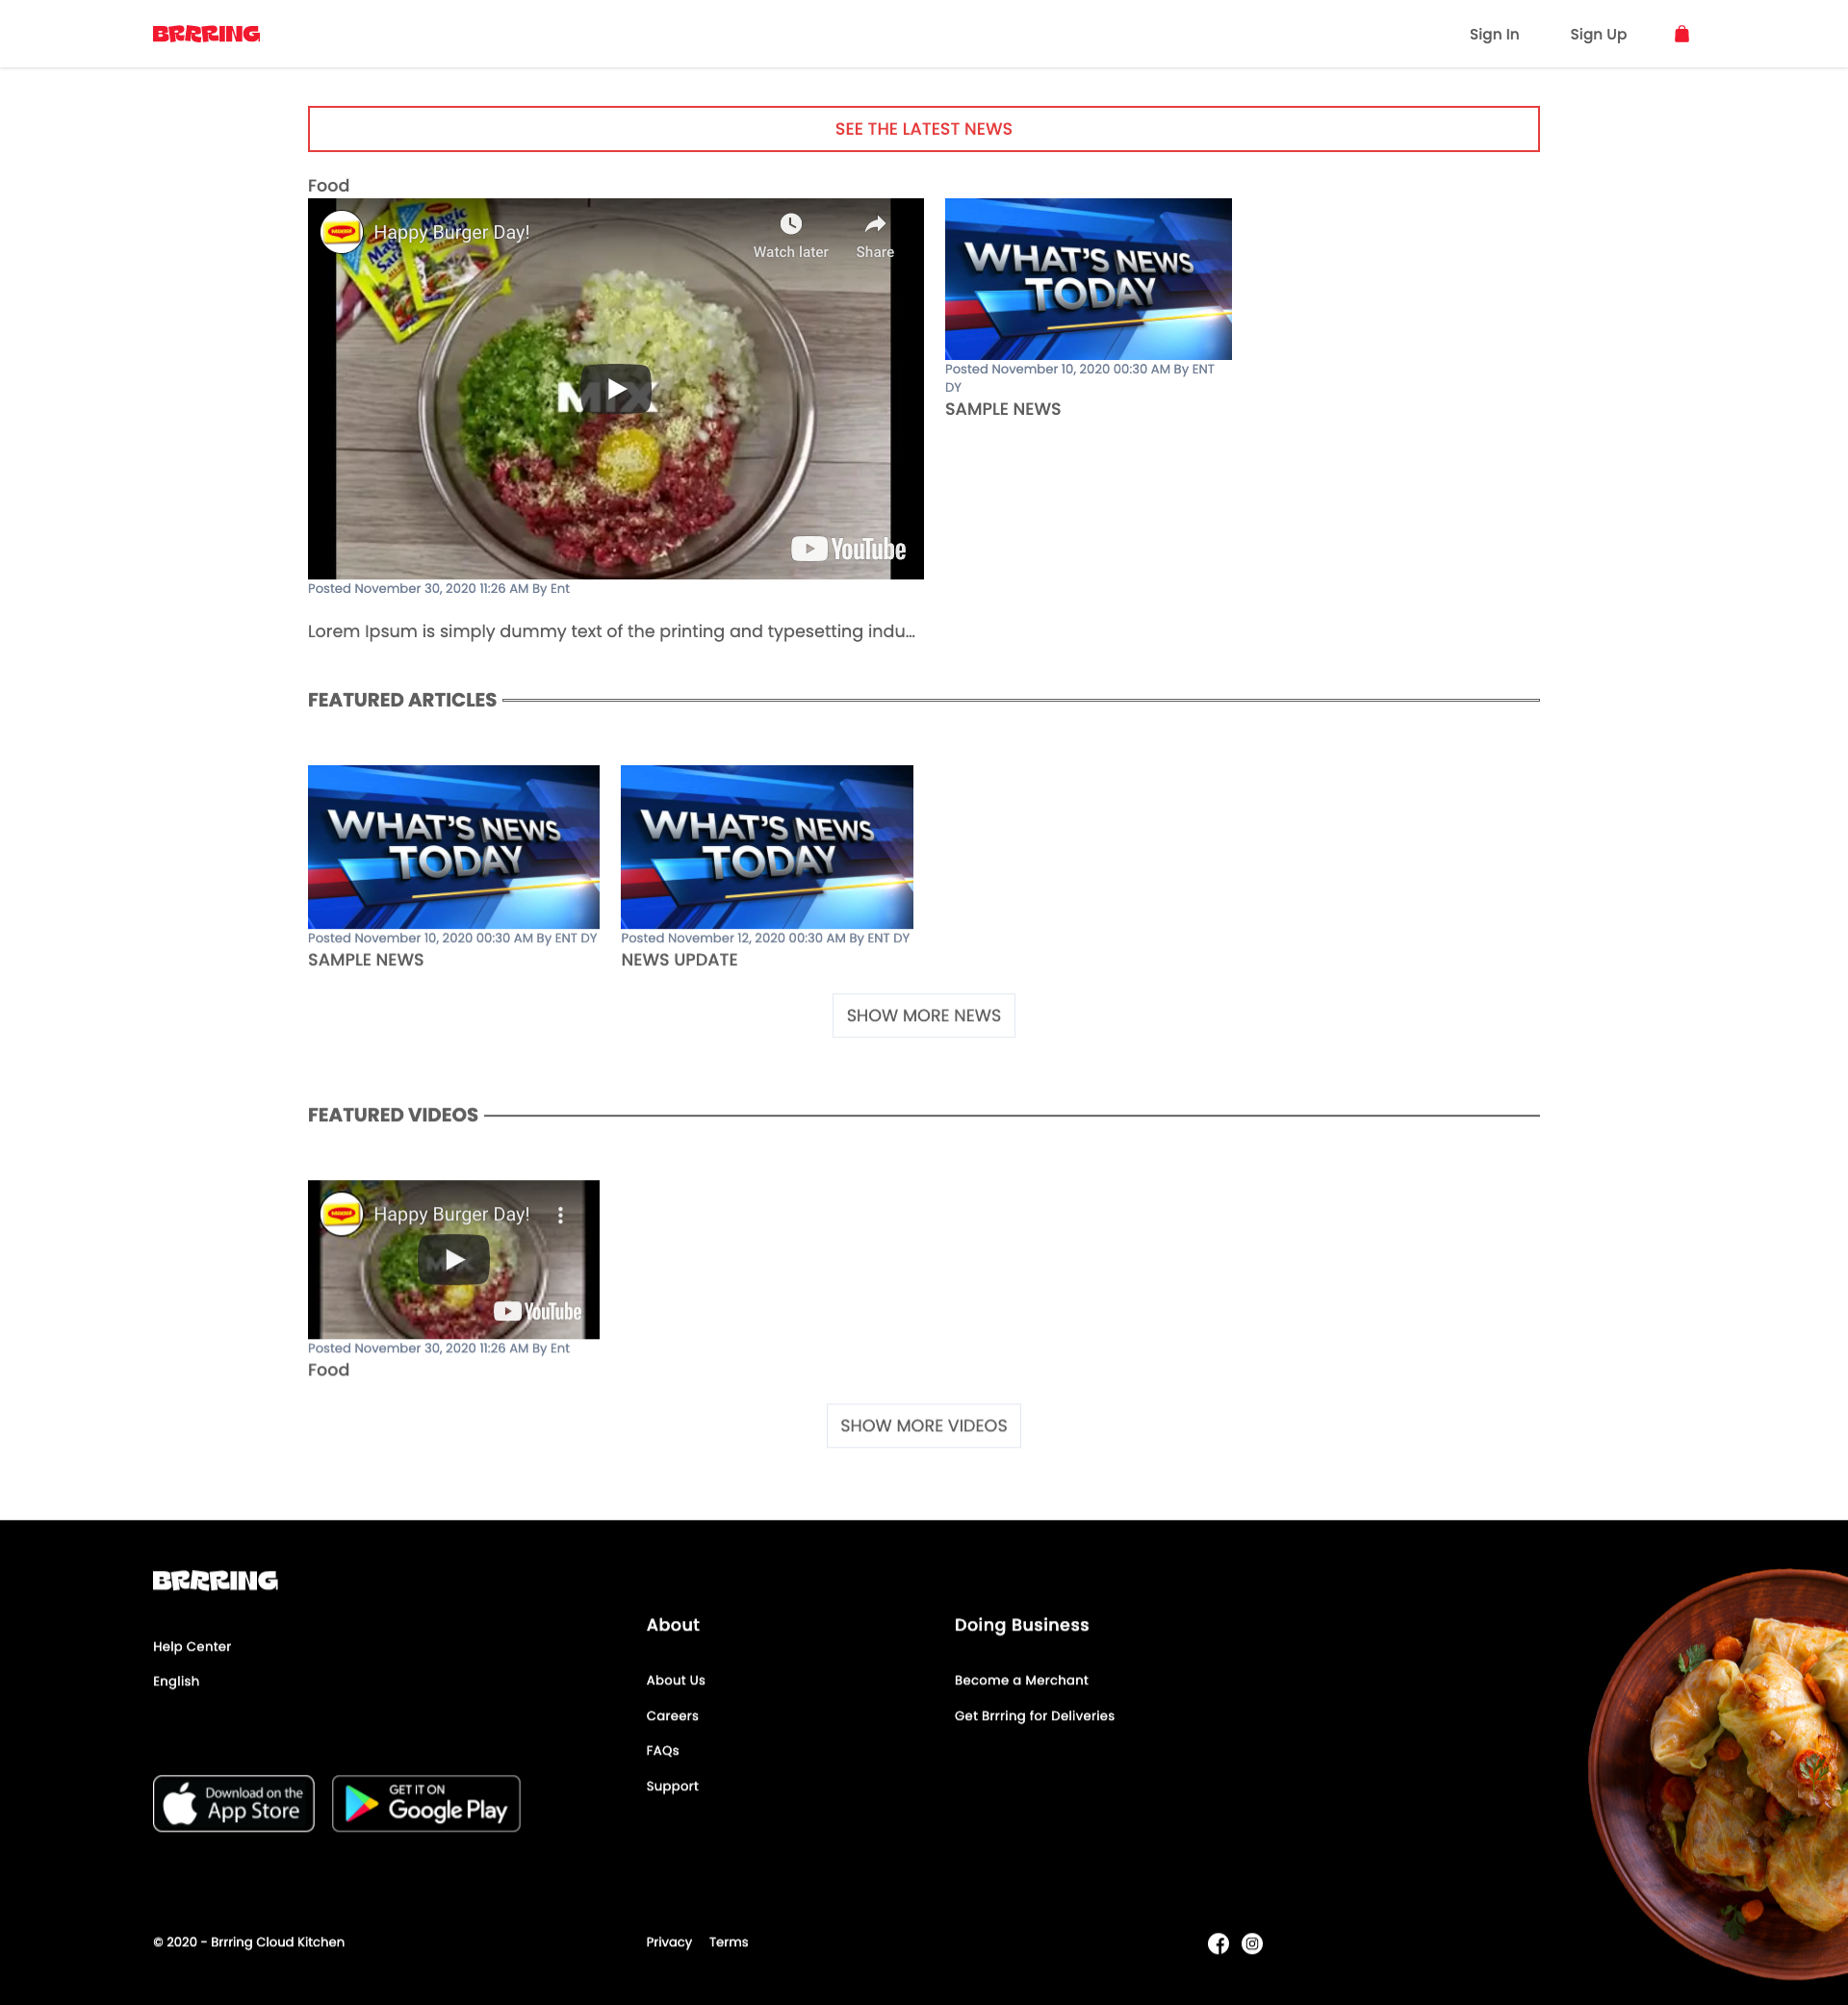 BRRRING
Sign In
Sign Up
SEE THE LATEST NEWS
Food
Happy Burger Day!
Watch later
Share
MAGGI
Magic
MIX
YouTube
WHAT'S NEWS
TODAY
Posted November 10, 2020 00:30 AM By ENT
DY
SAMPLE NEWS
Posted November 30, 2020 11:26 AM By Ent
Lorem Ipsum is simply dummy text of the printing and typesetting indu...
FEATURED ARTICLES
WHAT'S NEWS
TODAY
Posted November 10, 2020 00:30 AM By ENT DY
SAMPLE NEWS
WHAT'S NEWS
TODAY
Posted November 12, 2020 00:30 AM By ENT DY
NEWS UPDATE
SHOW MORE NEWS
FEATURED VIDEOS
Happy Burger Day!
MAGGI
YouTube
Posted November 30, 2020 11:26 AM By Ent
Food
SHOW MORE VIDEOS
BRRRING
Help Center
English
Download on the
App Store
GET IT ON
Google Play
About
About Us
Careers
FAQs
Support
Doing Business
Become a Merchant
Get Brrring for Deliveries
© 2020 - Brrring Cloud Kitchen
Privacy
Terms